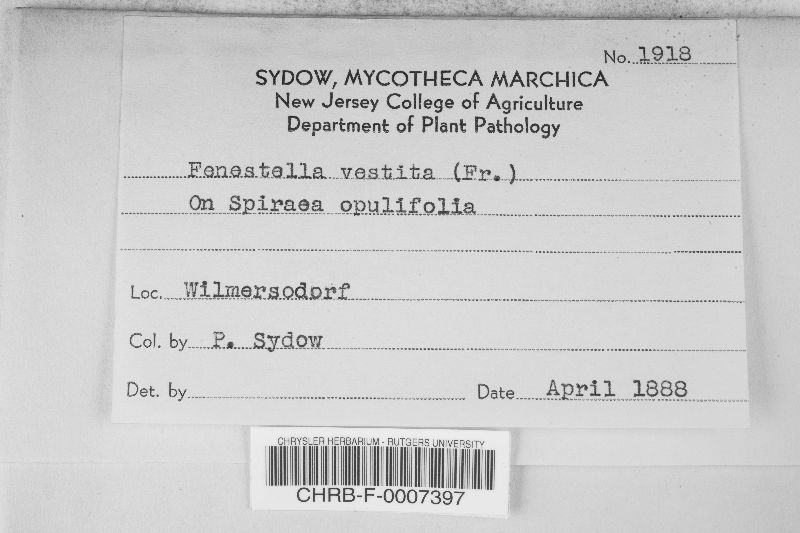 No. 1918
SYDOW, MYCOTHECA MARCHICA
New Jersey College of Agriculture
Department of Plant Pathology
Fenestella vestita (Fr.)
On Spiraea opulifolia
Loc. Wilmersodorf
Col. by P. Sydow
Det. by Date April 1888
CHRYSLER HERBARIUM - RUTGERS UNIVERSITY
CHRB-F-0007397